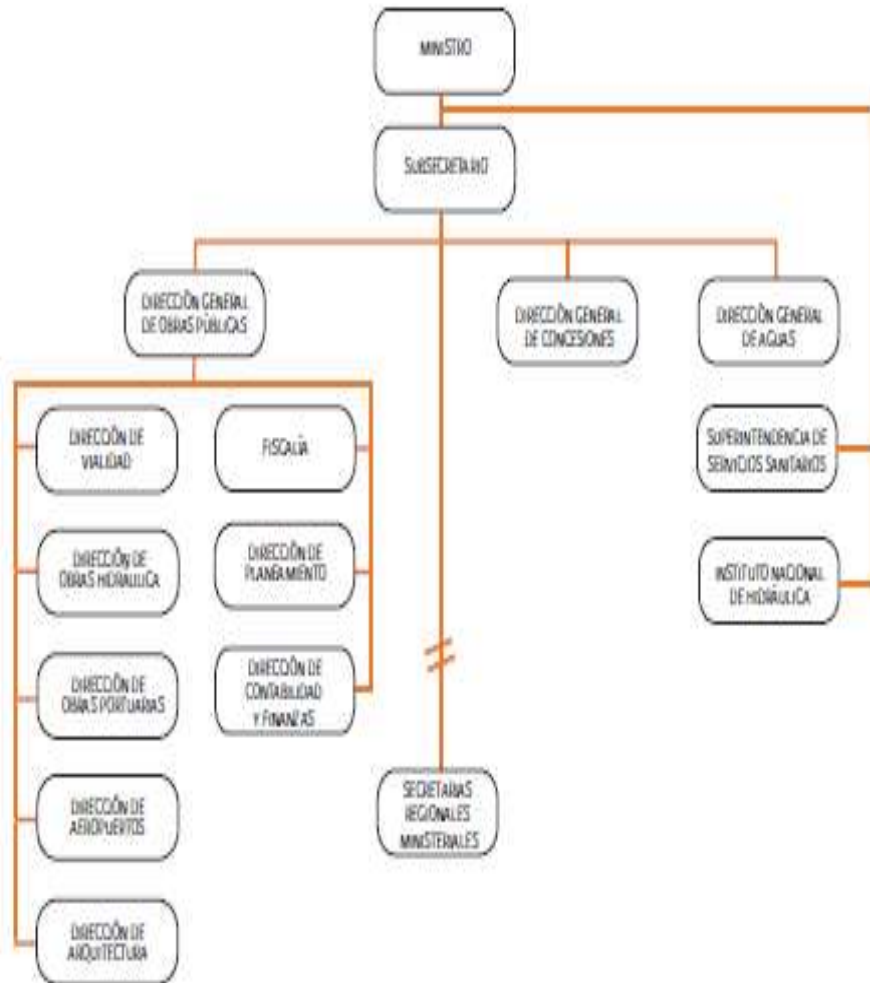 MINISTRO
SUBSECRETARIO
DIRECCIÓN GENERAL
DE OBRAS PÚBLICAS
DIRECCIÓN GENERAL
DE CONCESIONES
DIRECCIÓN GENERAL
DE AGUAS
DIRECCIÓN DE
VIALIDAD
FISCALÍA
SUPERINTENDENCIA DE
SERVICIOS SANITARIOS
DIRECCIÓN DE
OBRAS HIDRÁULICA
DIRECCIÓN DE
PLANEAMIENTO
INSTITUTO NACIONAL
DE HIDRÁULICA
DIRECCIÓN DE
OBRAS PORTUARIAS
DIRECCIÓN DE
CONTABILIDAD
Y FINANZAS
DIRECCIÓN DE
AEROPUERTOS
SECRETARIAS
REGIONALES
MINISTERIALES
DIRECCIÓN DE
ARQUITECTURA